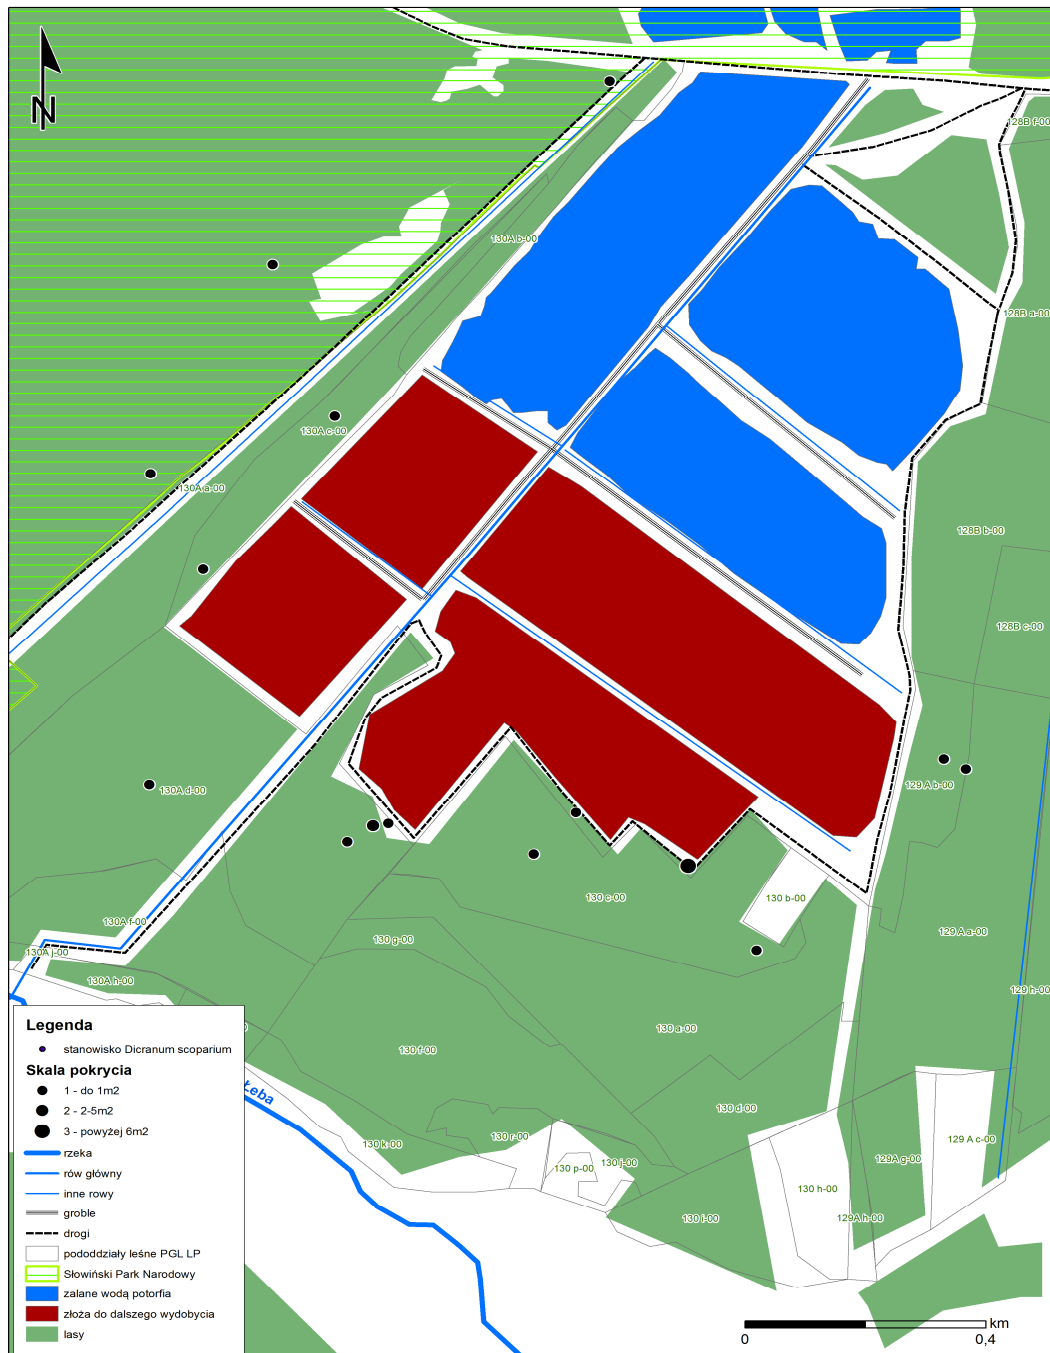 N
128B f-00
130A b-00
128B a-00
130A c-00
130A a-00
128B b-00
128B c-00
130A d-00
129 A b-00
130 c-00
130 b-00
130A f-00
130 g-00
129 A a-00
130A j-00
130A h-00
129 h-00
130 a-00
130 f-00
Łeba
130 d-00
130 k-00
130 r-00
130 p-00
130 j-00
129 A c-00
129A g-00
130 h-00
130 i-00
129A h-00
Legenda
stanowisko Dicranum scoparium
Skala pokrycia
1 - do 1m2
2 - 2-5m2
3 - powyżej 6m2
rzeka
rów główny
inne rowy
groble
drogi
pododdziały leśne PGL LP
Słowiński Park Narodowy
zalane wodą potorfia
złoża do dalszego wydobycia
lasy
km
0
0,4